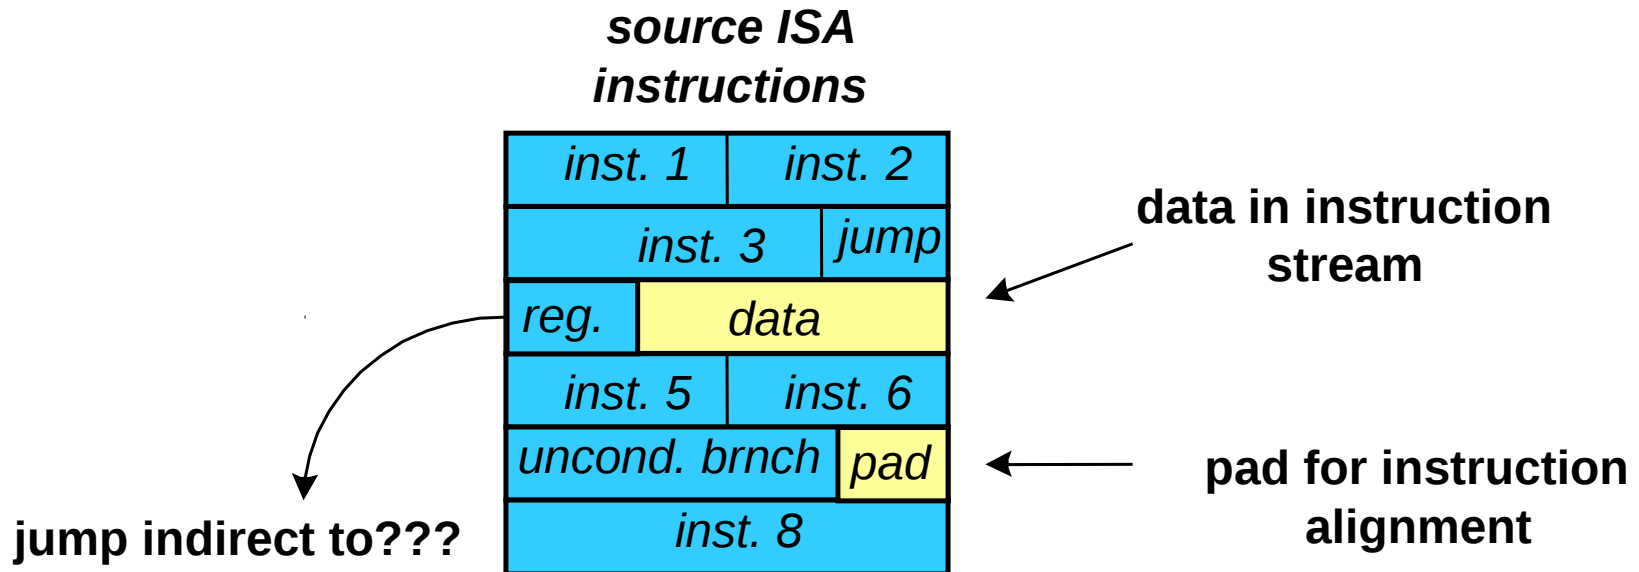 source ISA
instructions
inst. 1 inst. 2
inst. 3 jump
reg. data
inst. 5 inst. 6
uncond. brnch pad
inst. 8
data in instruction
stream
pad for instruction
alignment
jump indirect to???